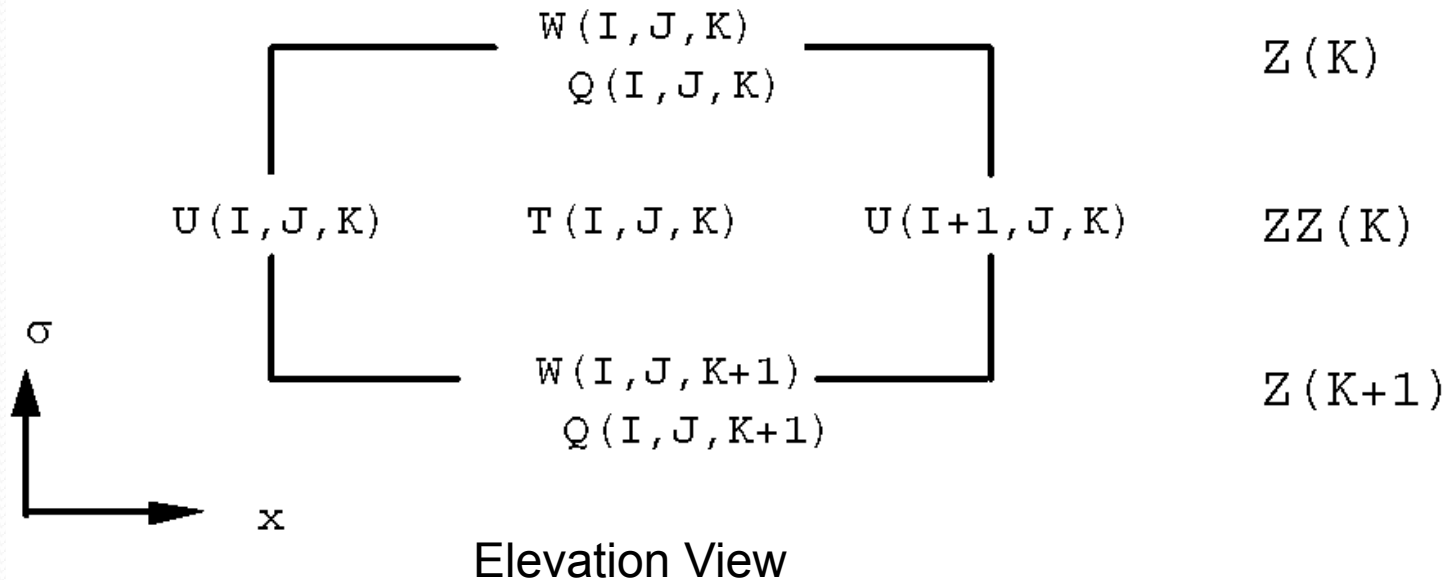 W(I,J,K)
Z(K)
Q(I,J,K)
U(I,J,K) T(I,J,K) U(I+1,J,K) ZZ(K)
σ
W(I,J,K+1)
Z(K+1)
Q(I,J,K+1)
x
Elevation View